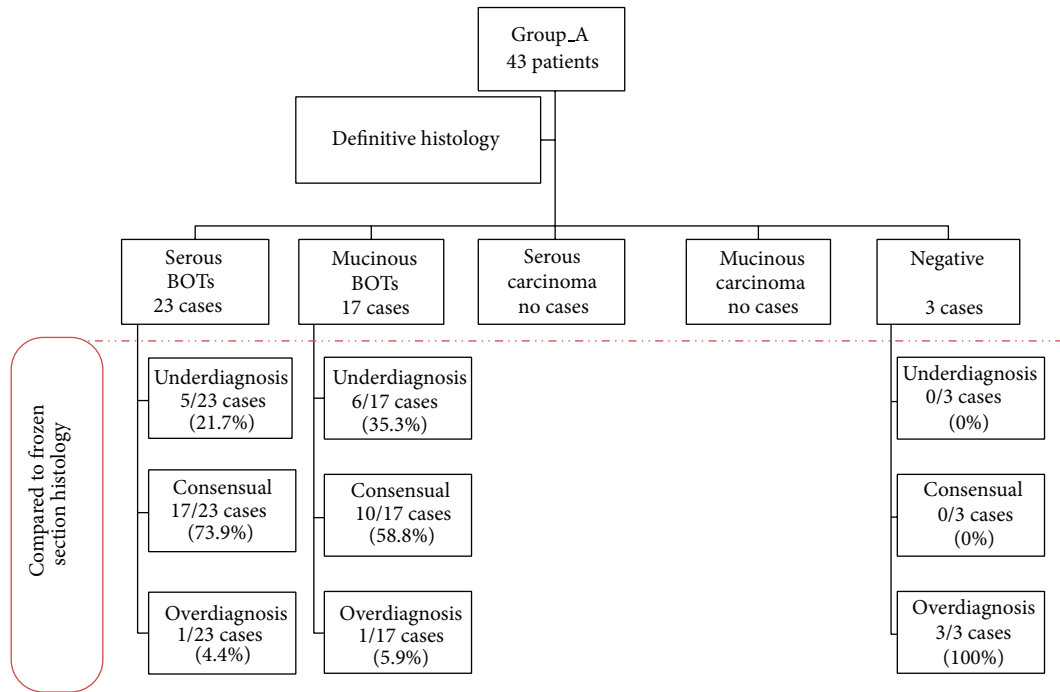 Group_A
43 patients
Definitive histology
Serous
BOTs
23 cases
Mucinous
BOTs
17 cases
Serous
carcinoma
no cases
Mucinous
carcinoma
no cases
Negative
3 cases
Compared to frozen
section histology
Underdiagnosis
5/23 cases
(21.7%)
Underdiagnosis
6/17 cases
(35.3%)
Underdiagnosis
0/3 cases
(0%)
Consensual
17/23 cases
(73.9%)
Consensual
10/17 cases
(58.8%)
Consensual
0/3 cases
(0%)
Overdiagnosis
1/23 cases
(4.4%)
Overdiagnosis
1/17 cases
(5.9%)
Overdiagnosis
3/3 cases
(100%)